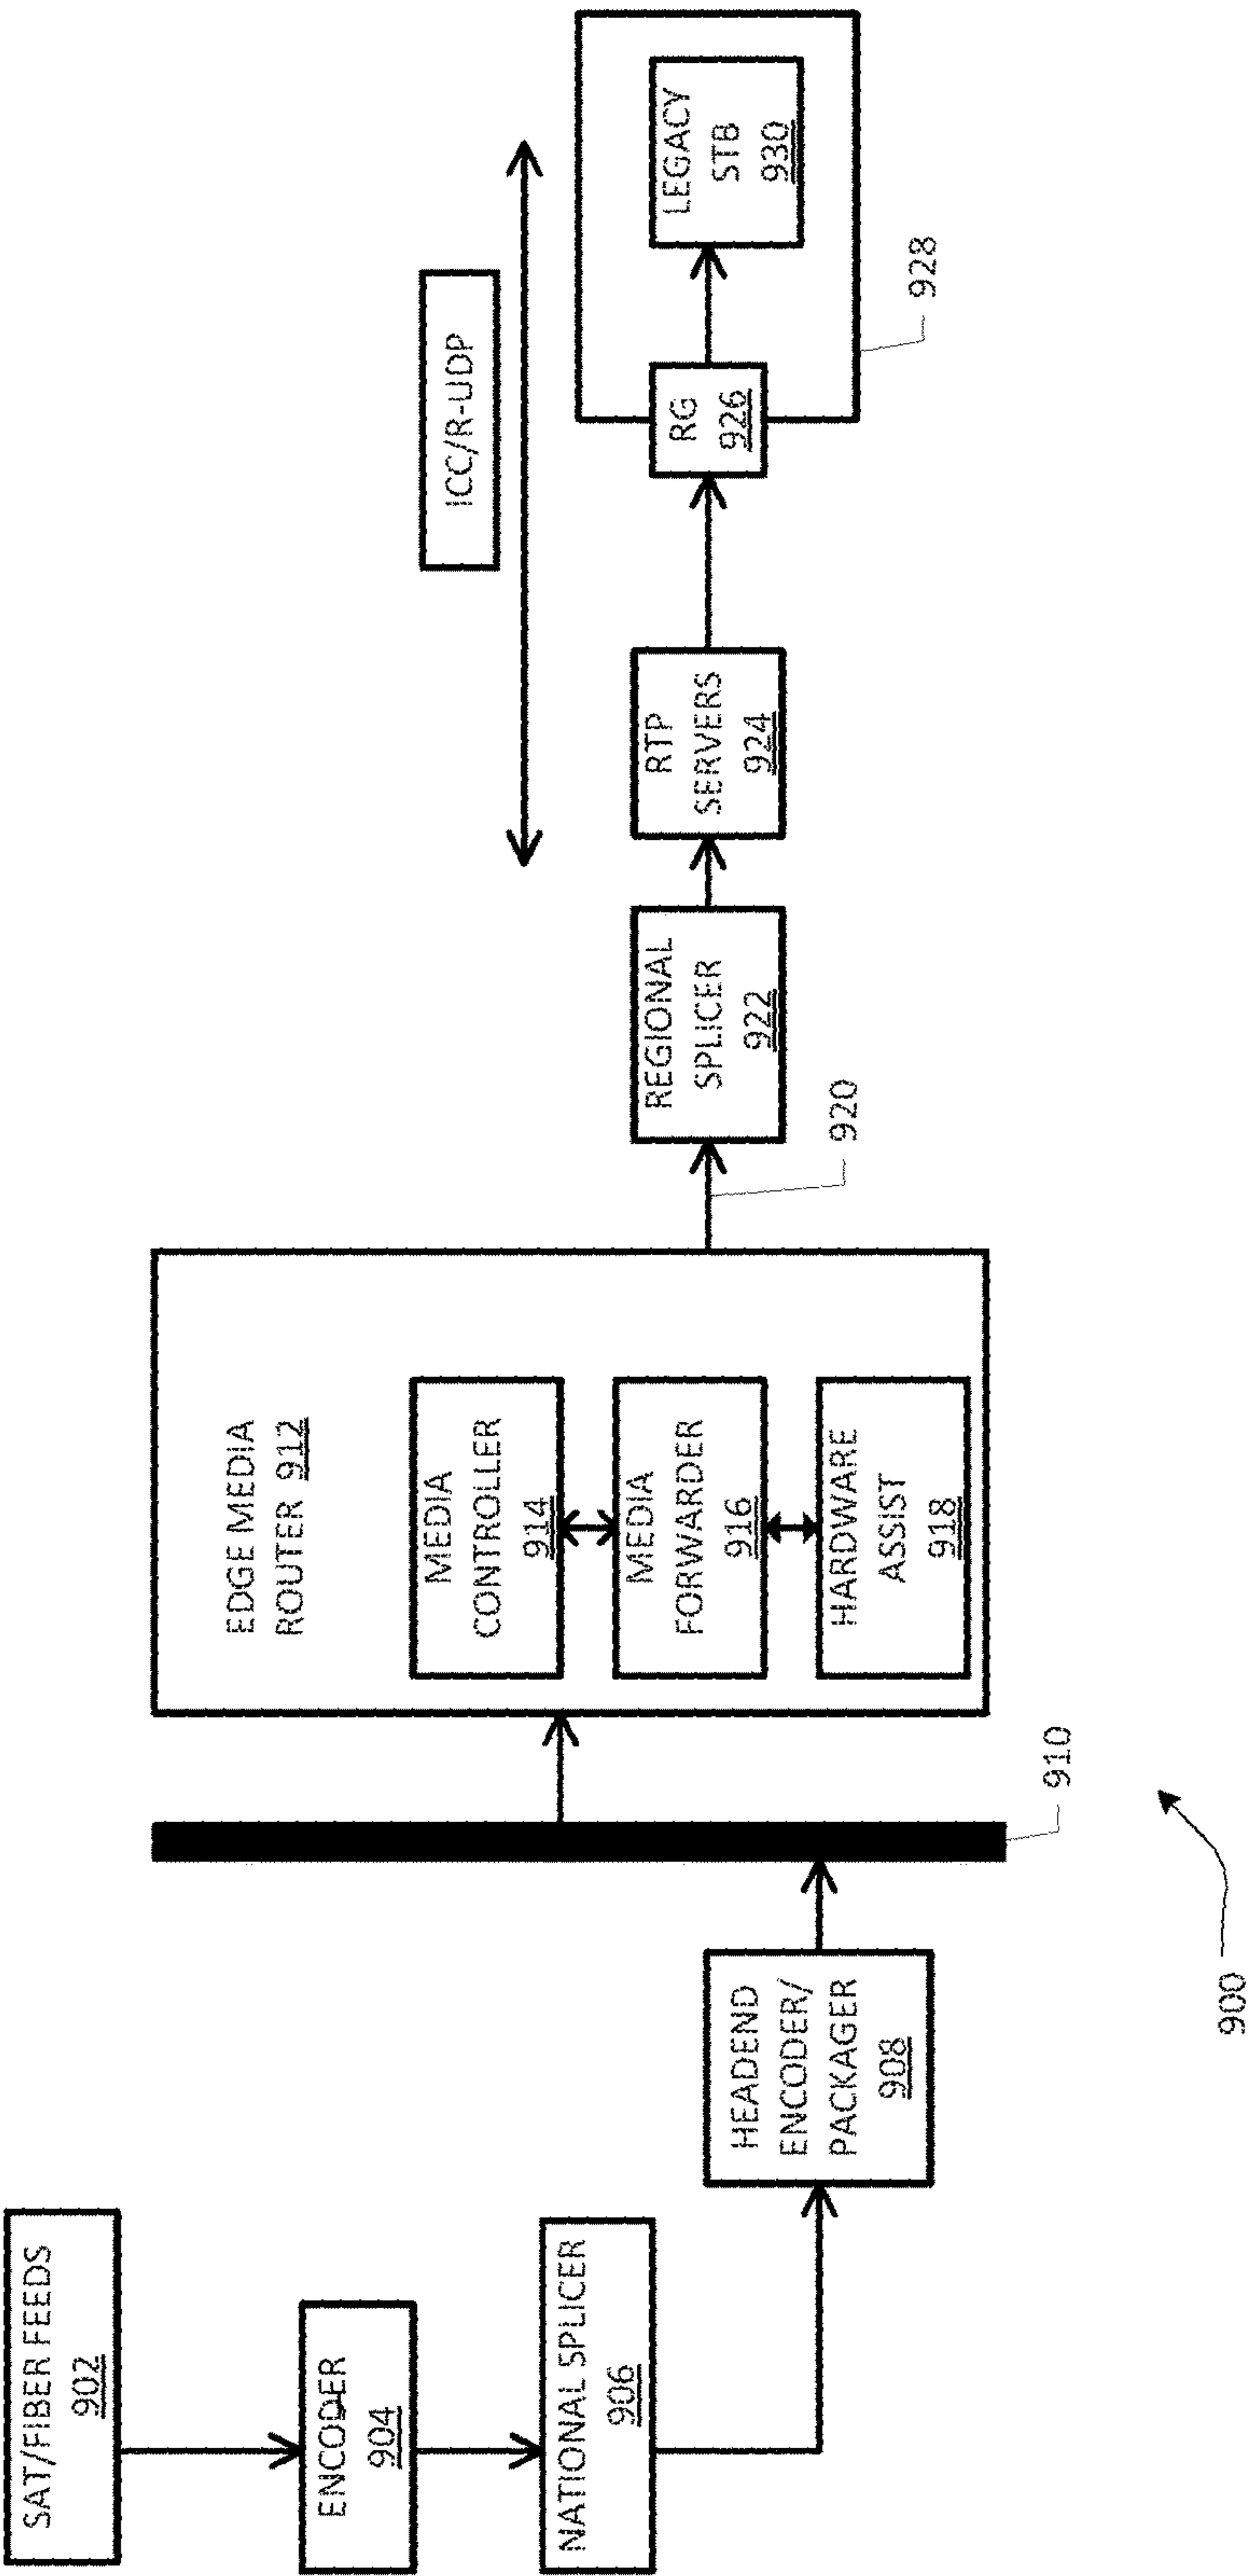 SAT/FIBER FEEDS
902
ENCODER
904
NATIONAL SPLICER
906
HEADEND
ENCODER/
PACKAGER
908
910
EDGE MEDIA
ROUTER 912
MEDIA
CONTROLLER
914
MEDIA
FORWARDER
916
HARDWARE
ASSIST
918
920
REGIONAL
SPLICER
922
RTP
SERVERS
924
ICC/R-UDP
RG
926
LEGACY
STB
930
928
900